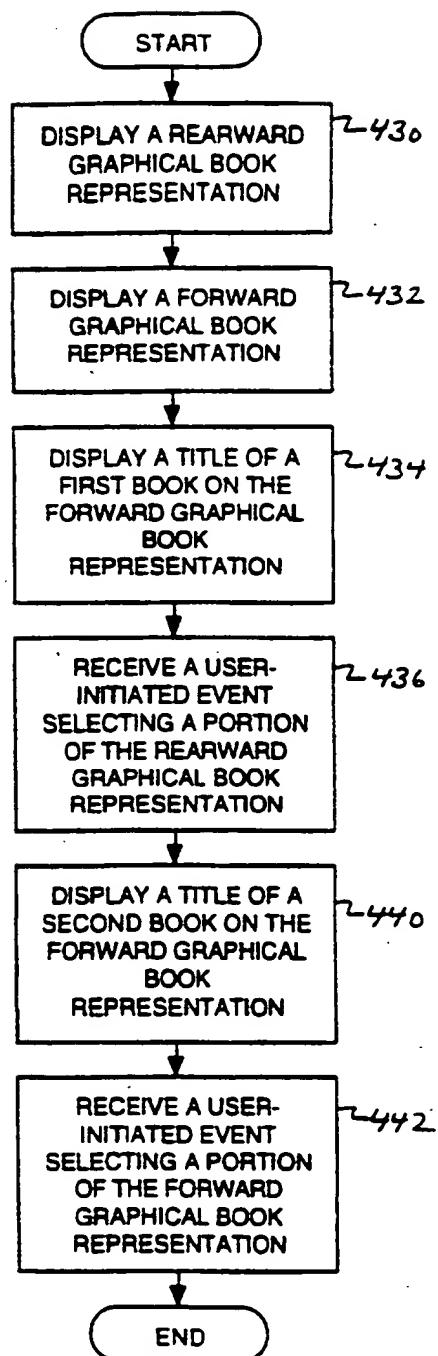 START
DISPLAY A REARWARD
GRAPHICAL BOOK
REPRESENTATION
430
DISPLAY A FORWARD
GRAPHICAL BOOK
REPRESENTATION
432
DISPLAY A TITLE OF A
FIRST BOOK ON THE
FORWARD GRAPHICAL
BOOK
REPRESENTATION
434
RECEIVE A USER-
INITIATED EVENT
SELECTING A PORTION
OF THE REARWARD
GRAPHICAL BOOK
REPRESENTATION
436
DISPLAY A TITLE OF A
SECOND BOOK ON THE
FORWARD GRAPHICAL
BOOK
REPRESENTATION
440
RECEIVE A USER-
INITIATED EVENT
SELECTING A PORTION
OF THE FORWARD
GRAPHICAL BOOK
REPRESENTATION
442
END